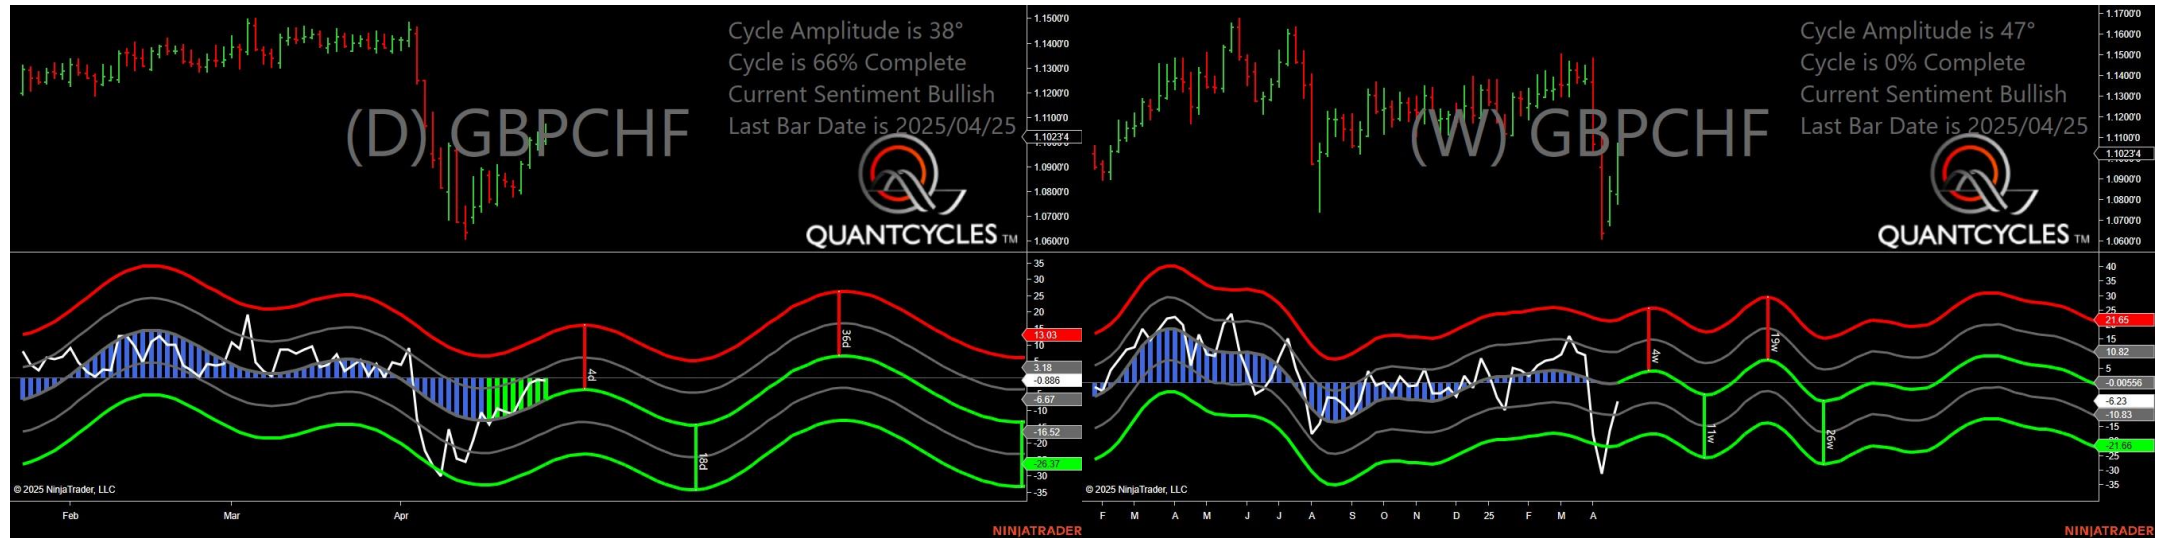 Cycle Amplitude is 38°
Cycle is 66% Complete
Current Sentiment Bullish
Last Bar Date is 2025/04/25
(D) GBPCHF
QUANTCYCLES TM
1.1500'0
1.1400'0
1.1300'0
1.1200'0
1.1100'0
1.1023'4
1.0900'0
1.0800'0
1.0700'0
1.0600'0
35
30
25
20
13.03
10
5
3.18
-0.886
-6.67
-10
-16.52
-20
-26.37
-30
-35
4d
18d
36d
© 2025 NinjaTrader, LLC
Feb
Mar
Apr
NINJATRADER
Cycle Amplitude is 47°
Cycle is 0% Complete
Current Sentiment Bullish
Last Bar Date is 2025/04/25
(W) GBPCHF
QUANTCYCLES TM
1.1700'0
1.1600'0
1.1500'0
1.1400'0
1.1300'0
1.1200'0
1.1100'0
1.1023'4
1.0900'0
1.0800'0
1.0700'0
1.0600'0
40
35
30
25
21.65
15
10.82
5
-0.00556
-6.23
-10.83
-15
-21.66
-25
-30
-35
4w
11w
19w
26w
© 2025 NinjaTrader, LLC
F
M
A
M
J
J
A
S
O
N
D
25
F
M
A
NINJATRADER